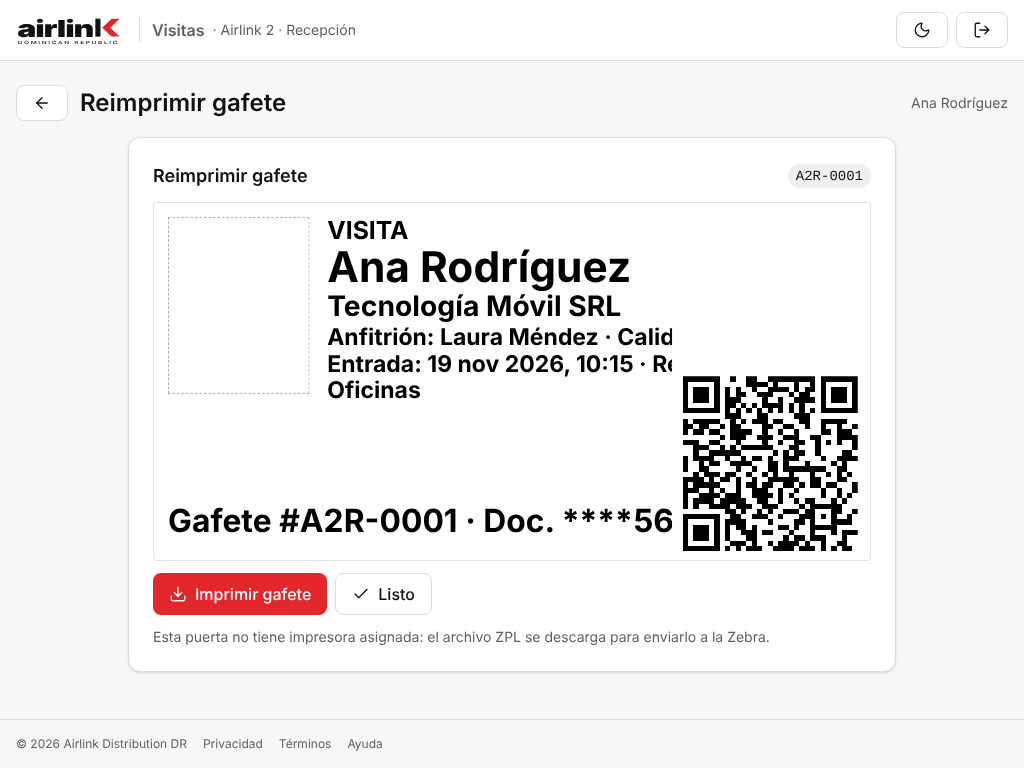 airlink
DOMINICAN REPUBLIC
Visitas · Airlink 2 · Recepción
Reimprimir gafete
Ana Rodríguez
Reimprimir gafete
A2R-0001
VISITA
Ana Rodríguez
Tecnología Móvil SRL
Anfitrión: Laura Méndez · Calid
Entrada: 19 nov 2026, 10:15 · Re
Oficinas
Gafete #A2R-0001 · Doc. ****56
Imprimir gafete
Listo
Esta puerta no tiene impresora asignada: el archivo ZPL se descarga para enviarlo a la Zebra.
© 2026 Airlink Distribution DR
Privacidad
Términos
Ayuda